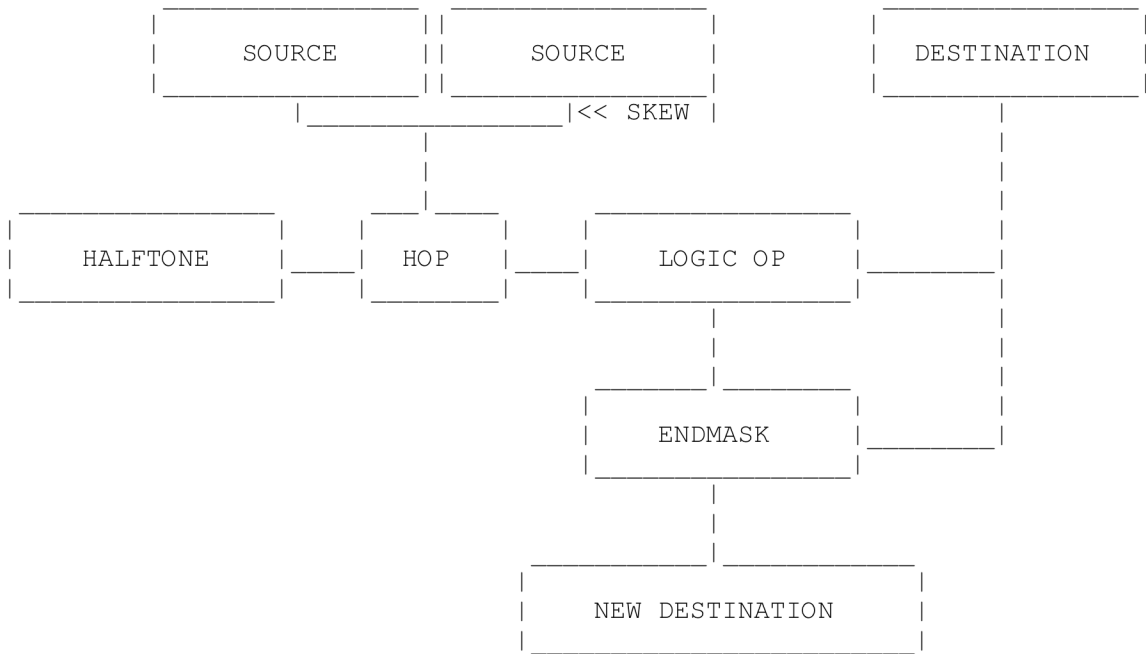 SOURCE SOURCE DESTINATION
<< SKEW
HALFTONE HOP LOGIC OP
ENDMASK
NEW DESTINATION